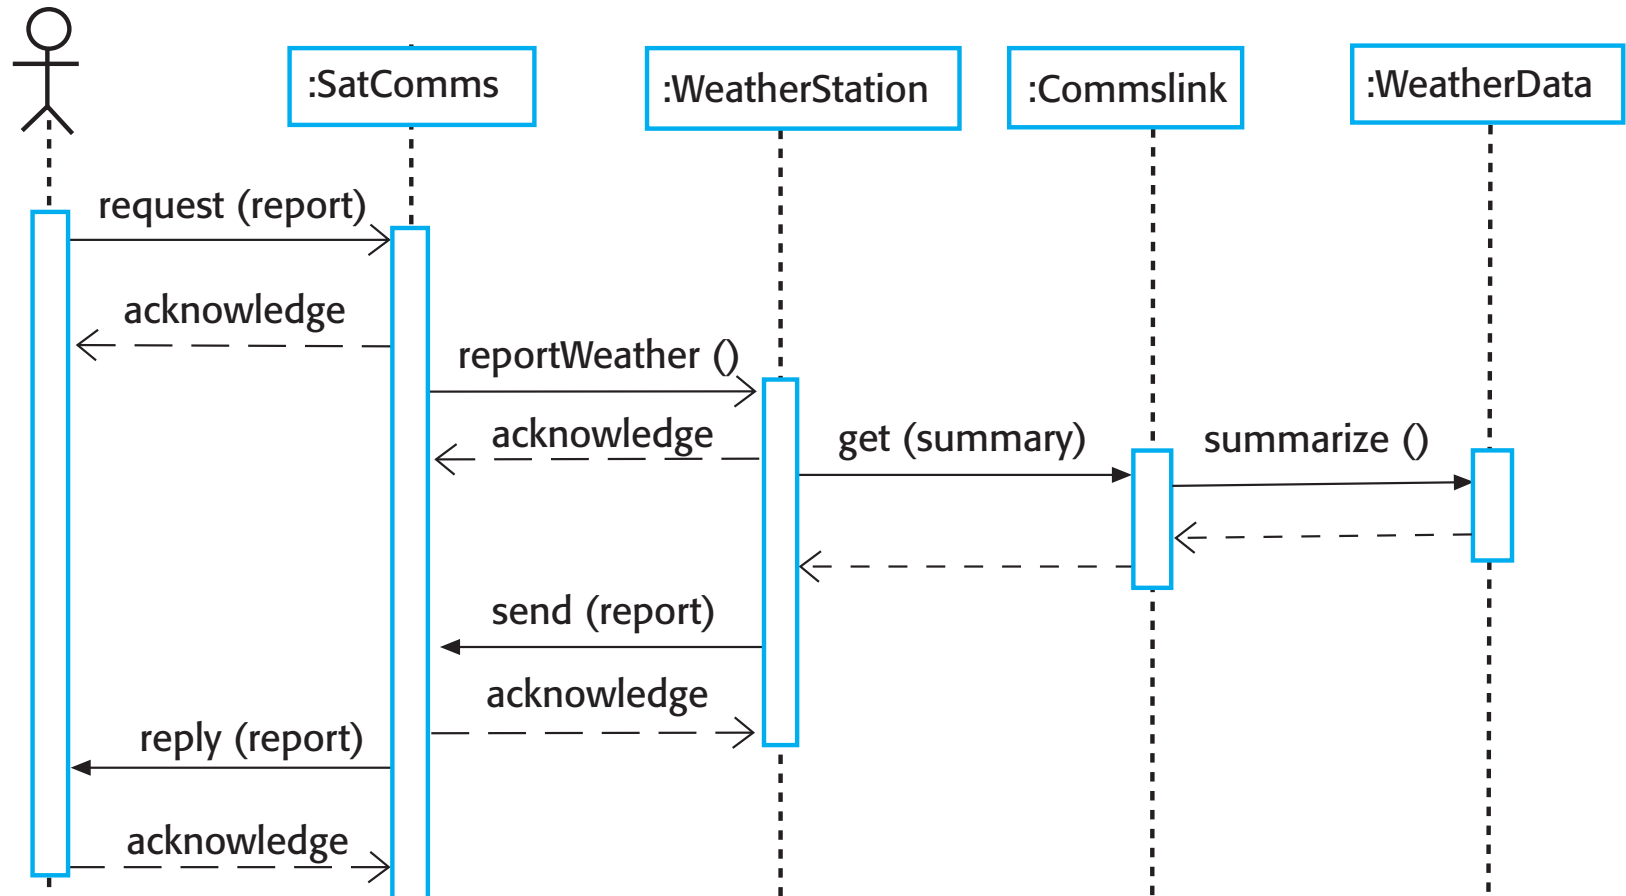 :SatComms
:WeatherStation
:Commslink
:WeatherData
request (report)
acknowledge
reportWeather ()
acknowledge
get (summary)
summarize ()
send (report)
acknowledge
reply (report)
acknowledge